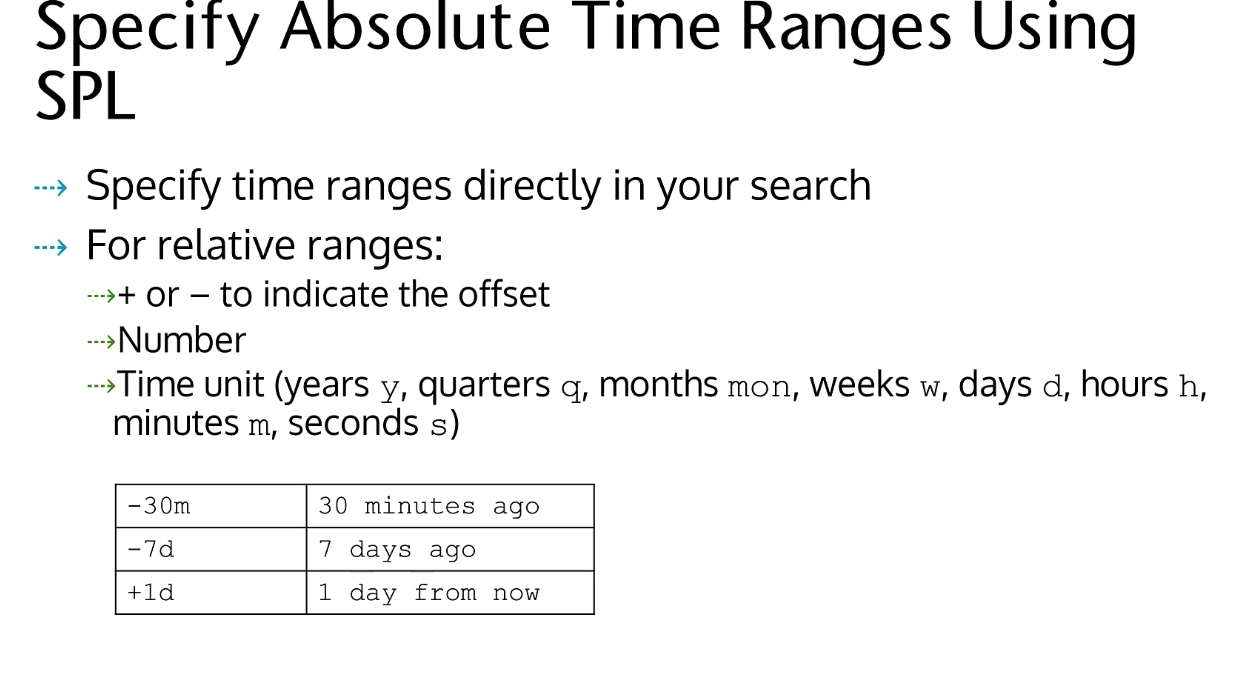 Specify Absolute Time Ranges Using
SPL
⇢ Specify time ranges directly in your search
⇢ For relative ranges:
⇢+ or – to indicate the offset
⇢Number
⇢Time unit (years y, quarters q, months mon, weeks w, days d, hours h,
minutes m, seconds s)
-30m 30 minutes ago
-7d 7 days ago
+1d 1 day from now